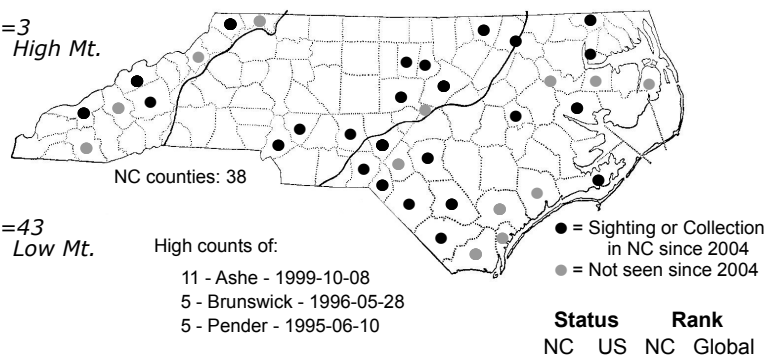 =3
High Mt.
NC counties: 38
=43
Low Mt.
High counts of:
11 - Ashe - 1999-10-08
5 - Brunswick - 1996-05-28
5 - Pender - 1995-06-10
● = Sighting or Collection
in NC since 2004
● = Not seen since 2004
Status Rank
NC US NC Global